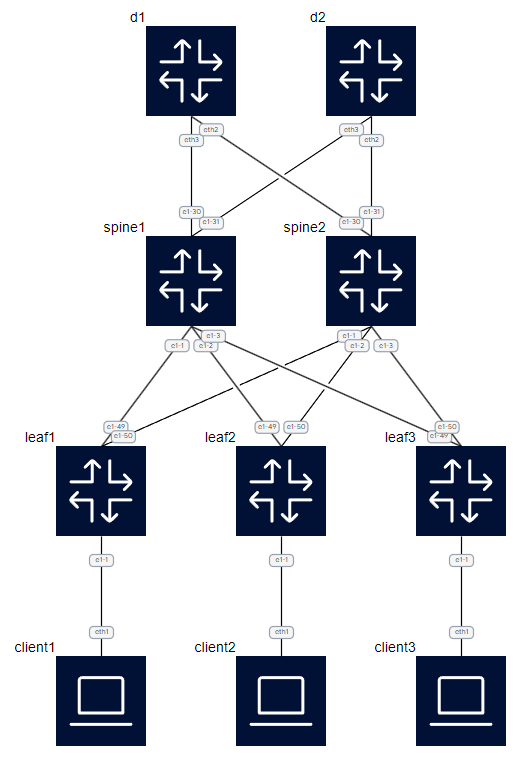 d1
d2
eth2
eth3
eth3
eth2
e1-30
e1-31
e1-30
e1-31
spine1
spine2
e1-3
e1-1
e1-2
e1-1
e1-2
e1-3
e1-49
e1-50
e1-49
e1-50
e1-50
e1-49
leaf1
leaf2
leaf3
e1-1
e1-1
e1-1
eth1
eth1
eth1
client1
client2
client3